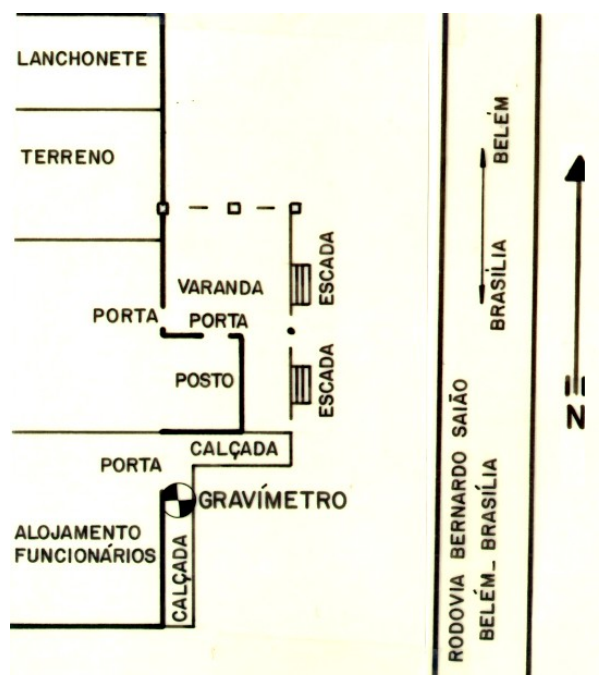 LANCHONETE
TERRENO
BELÉM
BRASÍLIA
ESCADA
VARANDA
PORTA
PORTA
POSTO
ESCADA
N
CALÇADA
PORTA
GRAVÍMETRO
ALOJAMENTO
FUNCIONÁRIOS
CALÇADA
RODOVIA BERNARDO SAIÃO
BELÉM_ BRASÍLIA